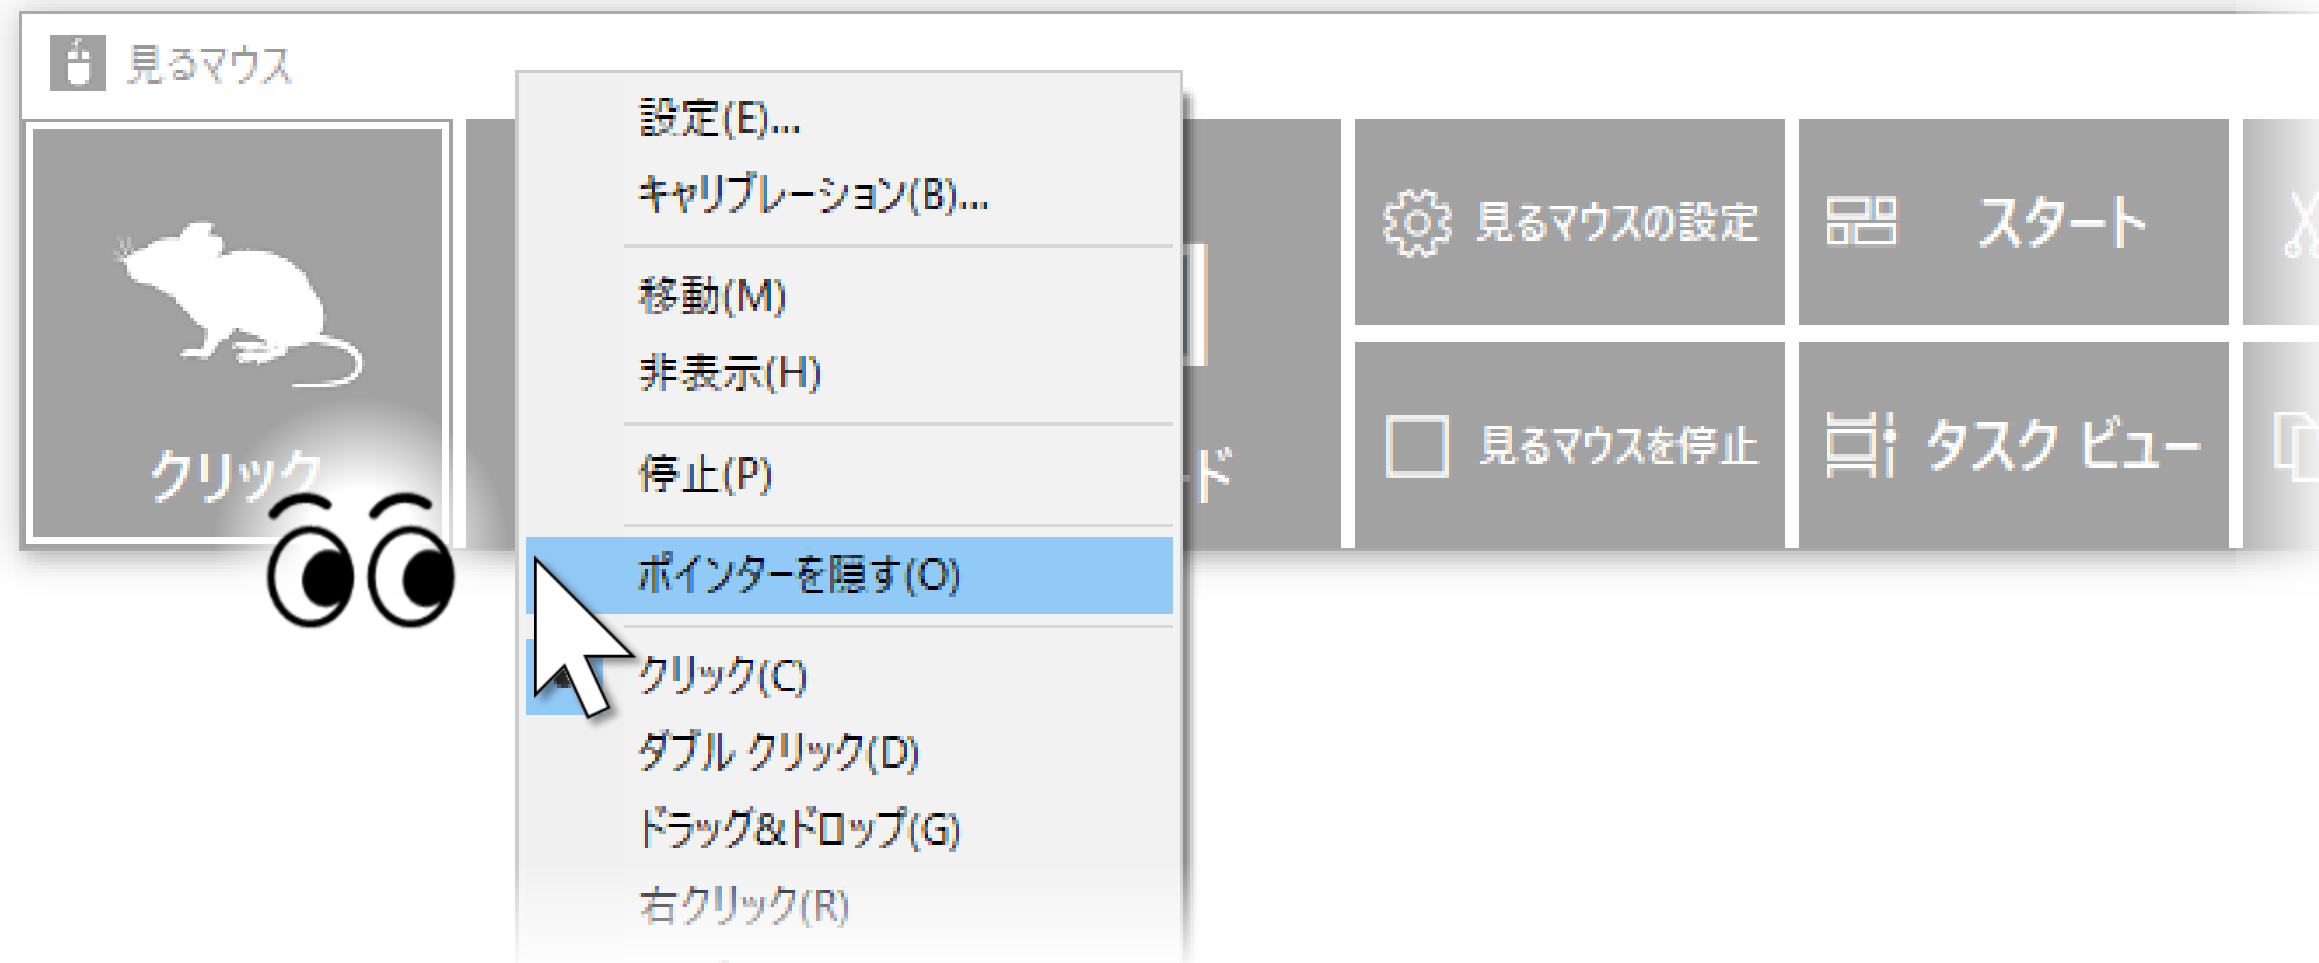 見るマウス
設定(E)...
キャリブレーション(B)...
移動(M)
非表示(H)
停止(P)
ポインターを隠す(O)
クリック(C)
ダブル クリック(D)
ドラッグ&ドロップ(G)
右クリック(R)
クリック
ド
見るマウスの設定
スタート
見るマウスを停止
タスク ビュー